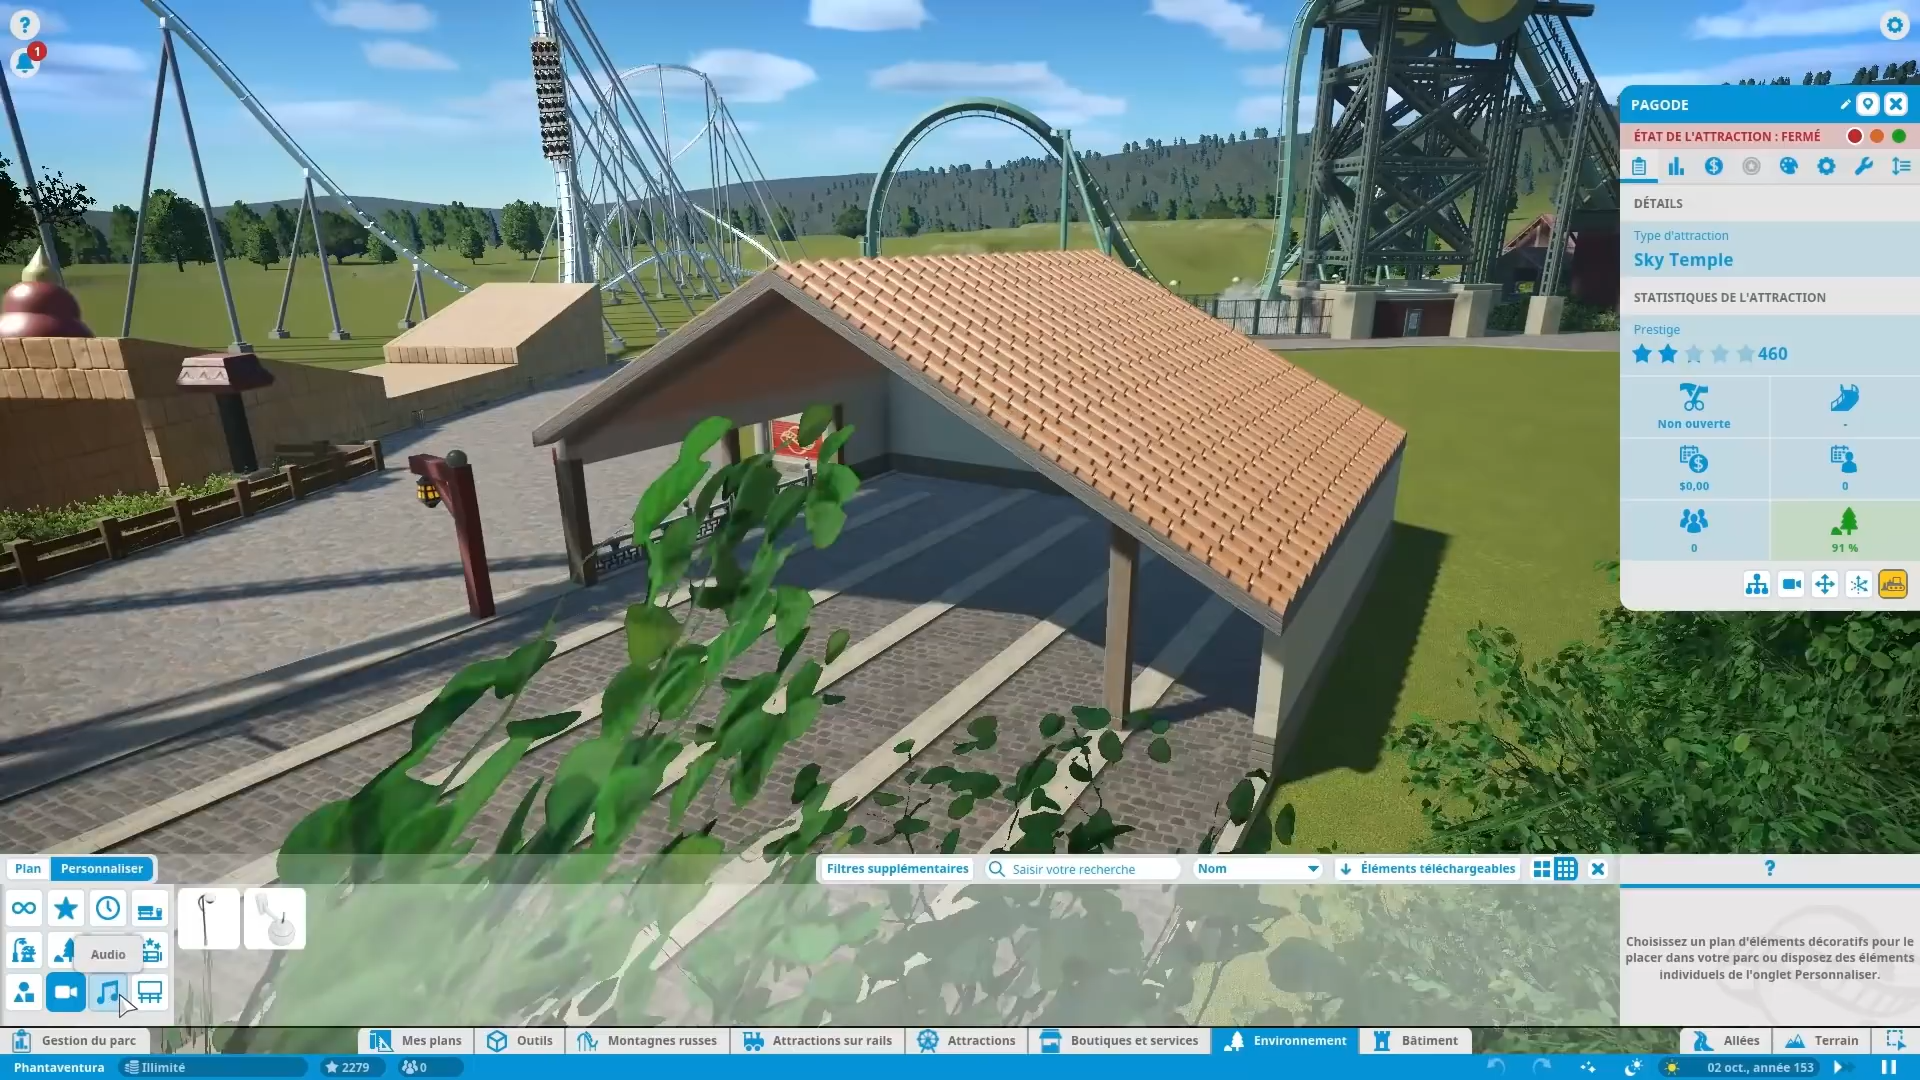 ?
1
PAGODE
ÉTAT DE L'ATTRACTION : FERMÉ
DÉTAILS
Type d'attraction
Sky Temple
STATISTIQUES DE L'ATTRACTION
Prestige
460
Non ouverte
-
$0,00
0
0
91 %
Plan
Personnaliser
Filtres supplémentaires
Saisir votre recherche
Nom
Éléments téléchargeables
?
Audio
Choisissez un plan d'éléments décoratifs pour le
placer dans votre parc ou disposez des éléments
individuels de l'onglet Personnaliser.
Gestion du parc
Mes plans
Outils
Montagnes russes
Attractions sur rails
Attractions
Boutiques et services
Environnement
Bâtiment
Allées
Terrain
Phantaventura
Illimité
2279
0
02 oct., année 153